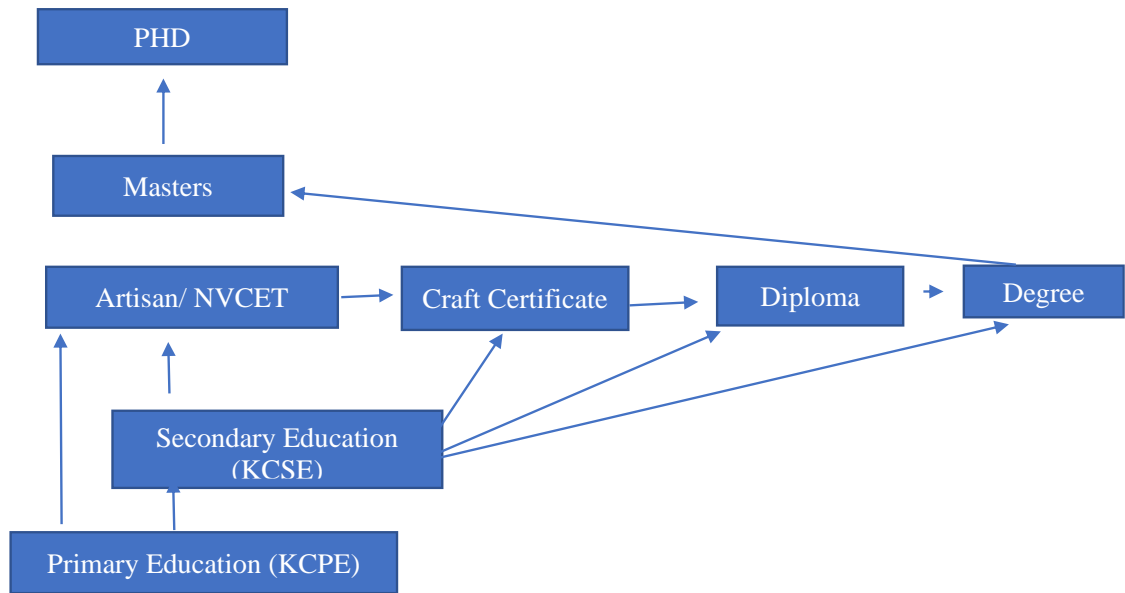 PHD
Masters
Artisan/ NVCET
Craft Certificate
Diploma
Degree
Secondary Education
(KCSE)
Primary Education (KCPE)